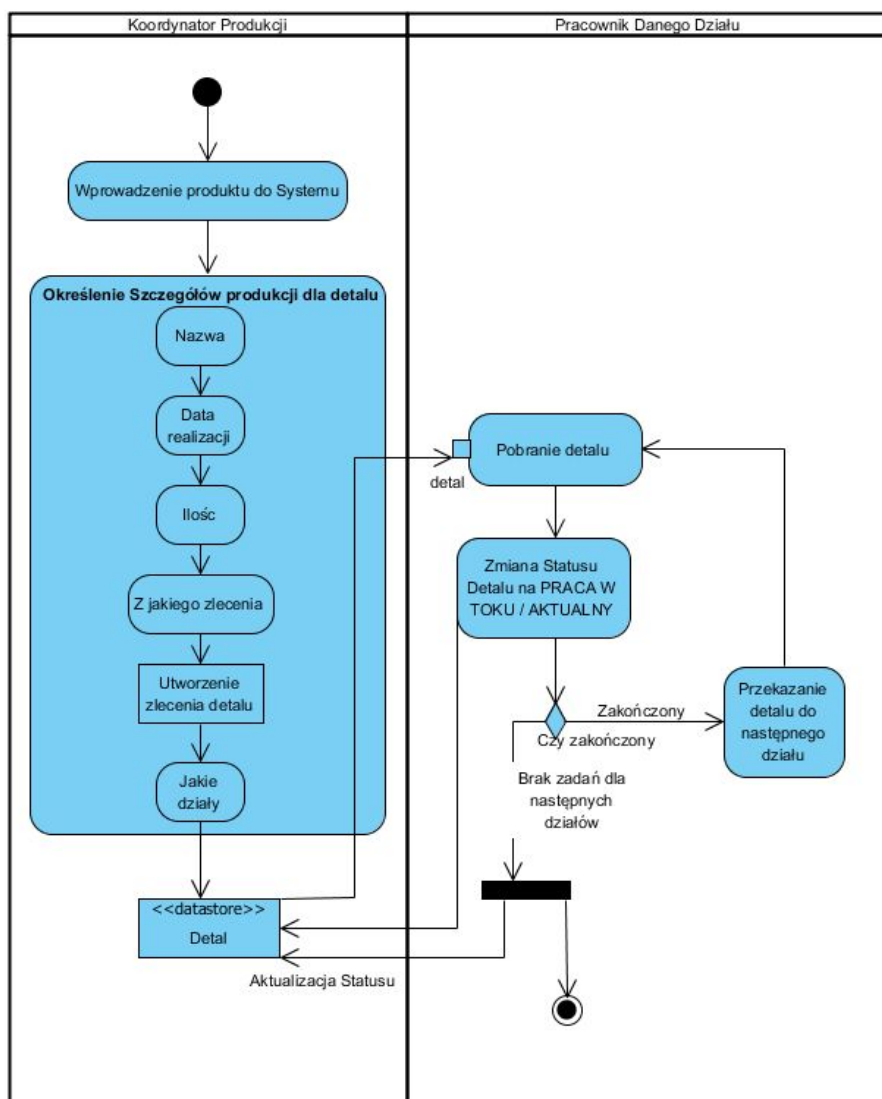 Koordynator Produkcji
Pracownik Danego Działu
Wprowadzenie produktu do Systemu
Określenie Szczegółów produkcji dla detalu
Nazwa
Data
realizacji
Ilośc
Z jakiego zlecenia
Utworzenie
zlecenia detalu
Jakie
działy
<<datastore>>
Detal
Aktualizacja Statusu
detal
Pobranie detalu
Zmiana Statusu
Detalu na PRACA W
TOKU / AKTUALNY
Zakończony
Czy zakończony
Przekazanie
detalu do
następnego
działu
Brak zadań dla
następnych
działów